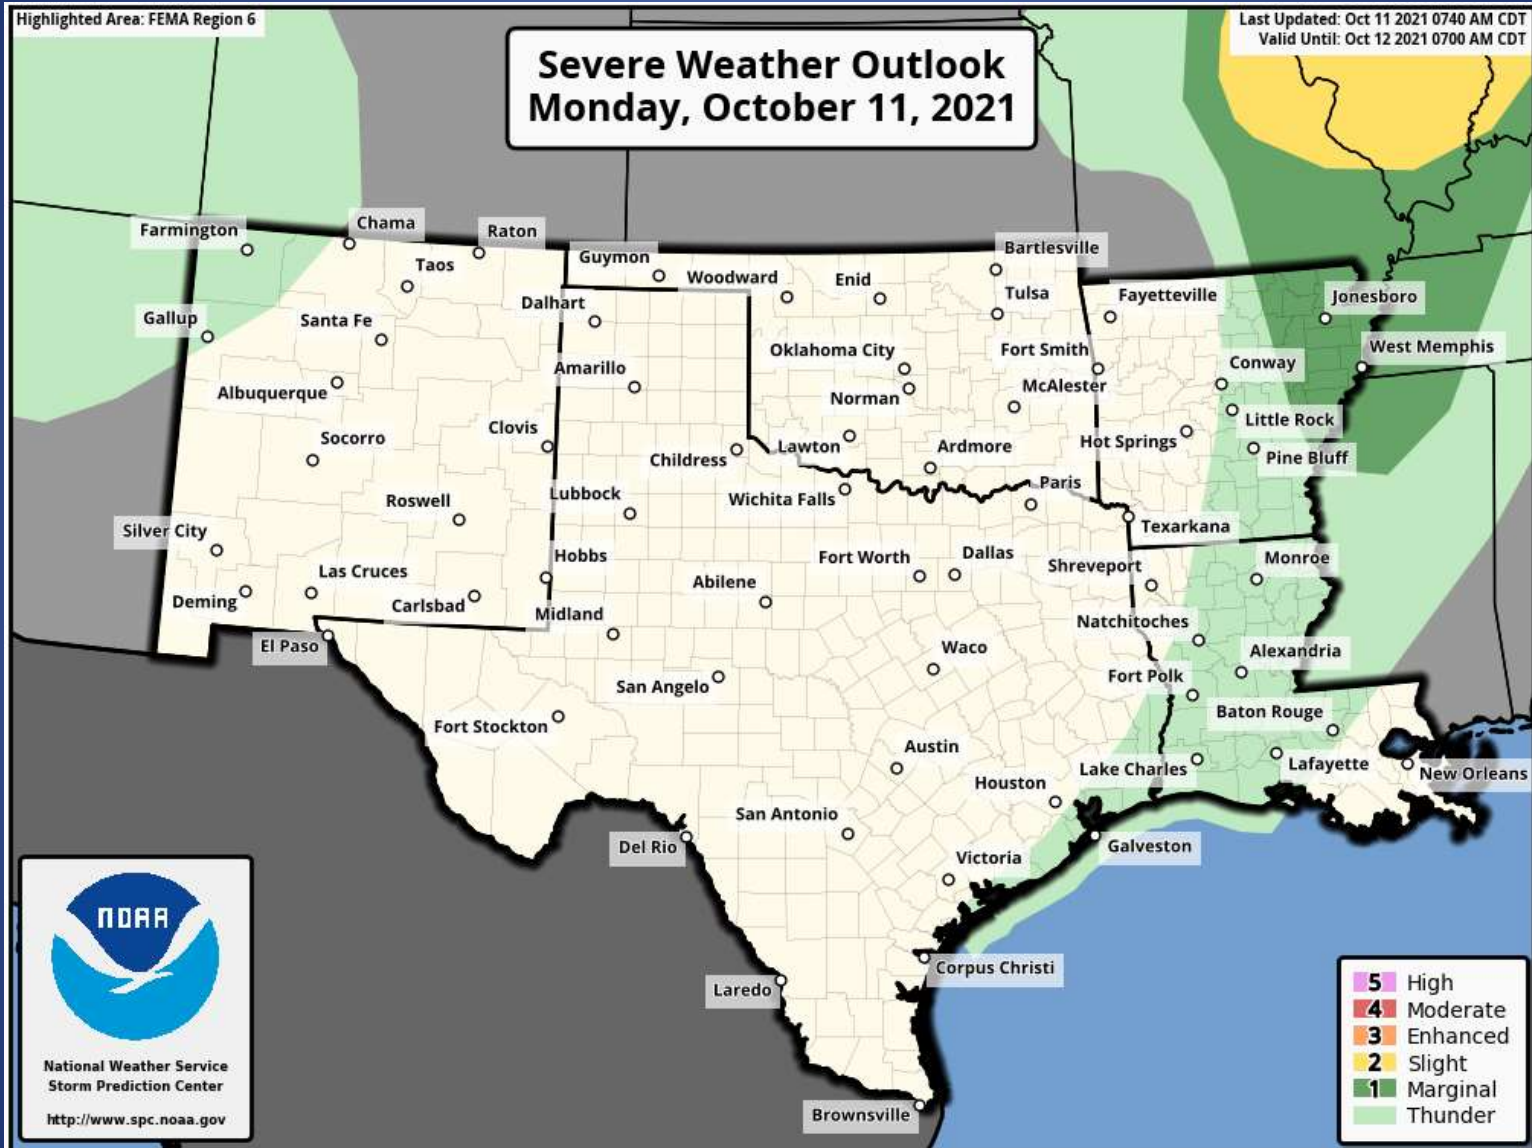 Highlighted Area: FEMA Region 6
Last Updated: Oct 11 2021 0740 AM CDT
Valid Until: Oct 12 2021 0700 AM CDT
Severe Weather Outlook
Monday, October 11, 2021
Farmington
Chama
Raton
Taos
Guymon
Woodward
Enid
Bartlesville
Tulsa
Fayetteville
Jonesboro
Gallup
Santa Fe
Dalhart
Oklahoma City
Fort Smith
Conway
West Memphis
Albuquerque
Amarillo
Norman
McAlester
Little Rock
Socorro
Clovis
Childress
Lawton
Ardmore
Hot Springs
Pine Bluff
Roswell
Lubbock
Wichita Falls
Paris
Texarkana
Silver City
Las Cruces
Hobbs
Abilene
Fort Worth
Dallas
Shreveport
Monroe
Deming
Carlsbad
Midland
Natchitoches
El Paso
San Angelo
Waco
Fort Polk
Alexandria
Fort Stockton
Austin
Baton Rouge
Houston
Lake Charles
Lafayette
New Orleans
San Antonio
Del Rio
Victoria
Galveston
Laredo
Corpus Christi
Brownsville
NOAA
National Weather Service
Storm Prediction Center
http://www.spc.noaa.gov
5 High
4 Moderate
3 Enhanced
2 Slight
1 Marginal
Thunder